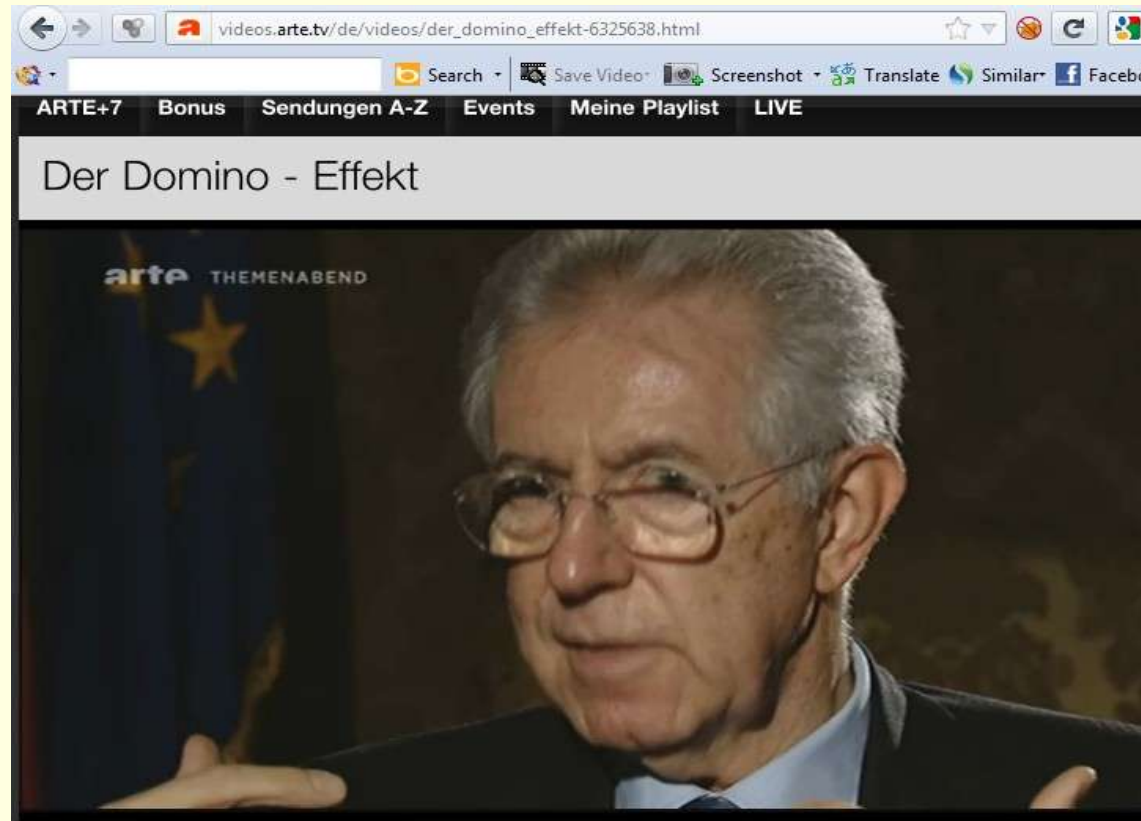 videos.arte.tv/de/videos/der_domino_effekt-6325638.html
Search Save Video Screenshot Translate Similar Facebo
ARTE+7 Bonus Sendungen A-Z Events Meine Playlist LIVE
Der Domino - Effekt
arte THEMENABEND